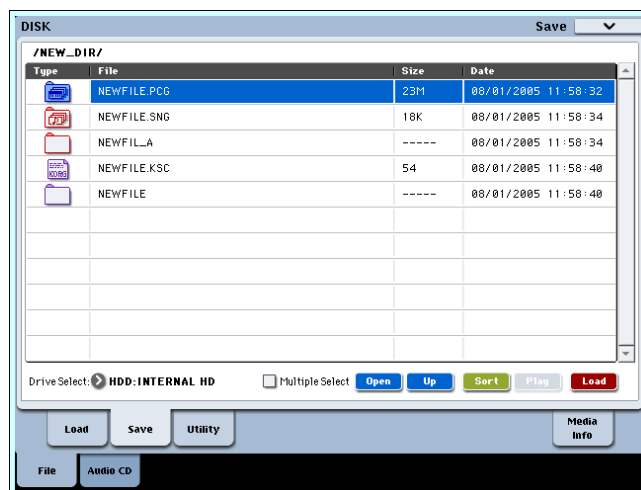 DISK Save
/NEW_DIR/
Type File Size Date
NEWFILE.PCG 23M 08/01/2005 11:58:32
NEWFILE.SNG 18K 08/01/2005 11:58:34
NEWFIL_A ----- 08/01/2005 11:58:34
KORG NEWFILE.KSC 54 08/01/2005 11:58:40
NEWFILE ----- 08/01/2005 11:58:40
Drive Select: HDD:INTERNAL HD Multiple Select Open Up Sort Play Load
Load Save Utility Media Info
File Audio CD